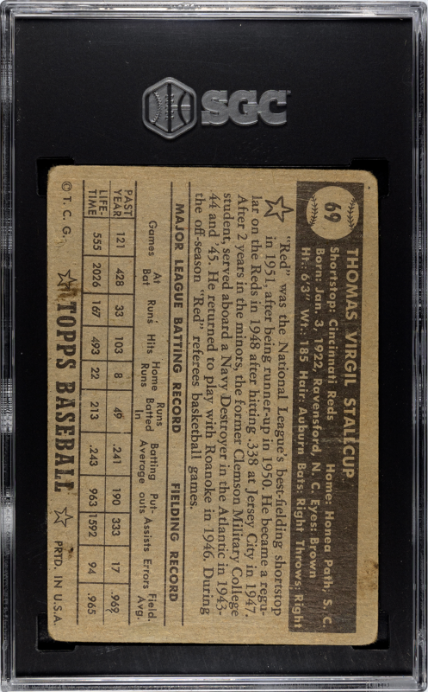 SGC
69
THOMAS VIRGIL STALLCUP
Shortstop: Cincinnati Reds Home: Honea Path, S. C.
Born: Jan. 3, 1922, Ravensford, N. C. Eyes: Brown
Ht.: 6'3" Wt.: 185 Hair: Auburn Bats: Right Throws: Right
"Red" was the National League's best-fielding shortstop
in 1951, after being runner-up in 1950. He became a regu-
lar on the Reds in 1948 after hitting .338 at Jersey City in 1947.
After 2 years in the minors, the former Clemson Military College
student, served aboard a Navy Destroyer in the Atlantic in 1943-
44 and '45. He returned to play with Roanoke in 1946. During
the off-season "Red" referees basketball games.
MAJOR LEAGUE BATTING RECORD FIELDING RECORD
Games At Bat Runs Hits Home Runs Runs Batted In Batting Average Put-outs Assists Errors Field. Avg.
PAST YEAR 121 428 33 103 8 49 .241 190 333 17 .969
LIFE-TIME 555 2026 167 493 22 213 .243 963 1592 94 .965
© T. C. G. TOPPS BASEBALL PRTD. IN U.S.A.